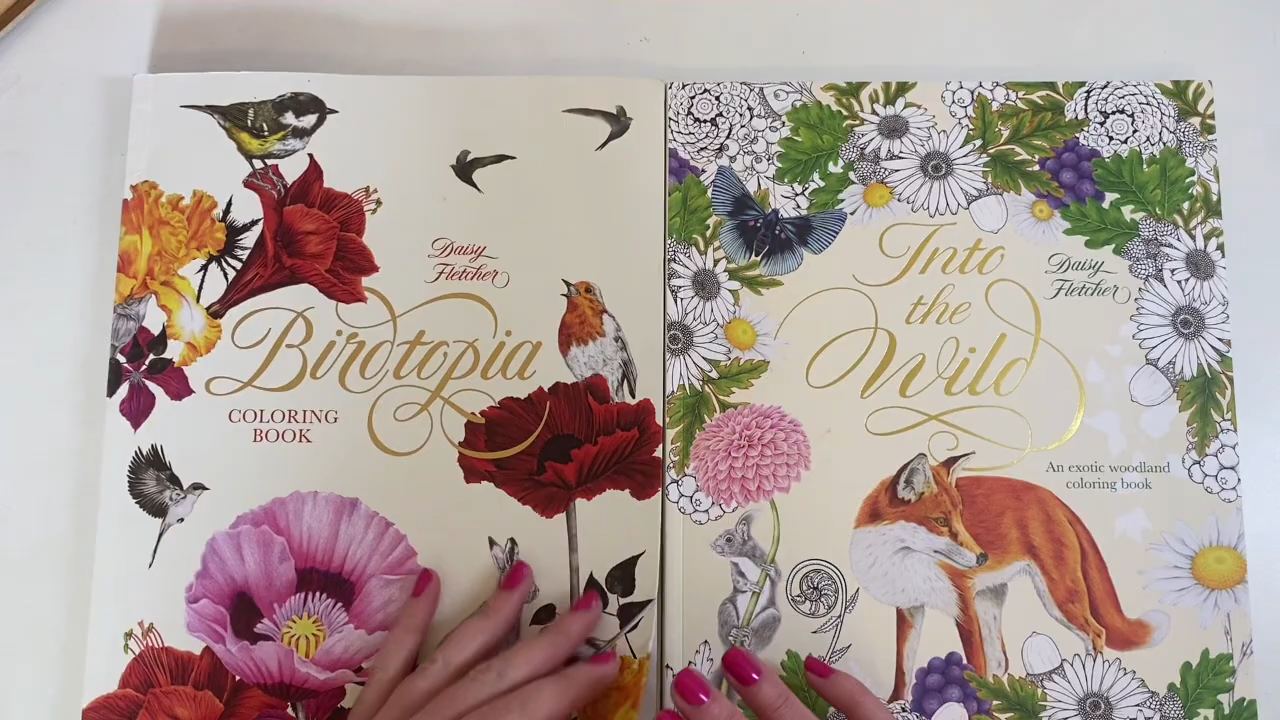 Daisy
Fletcher
Birdtopia
COLORING
BOOK
Into
the
Wild
Daisy
Fletcher
An exotic woodland
coloring book